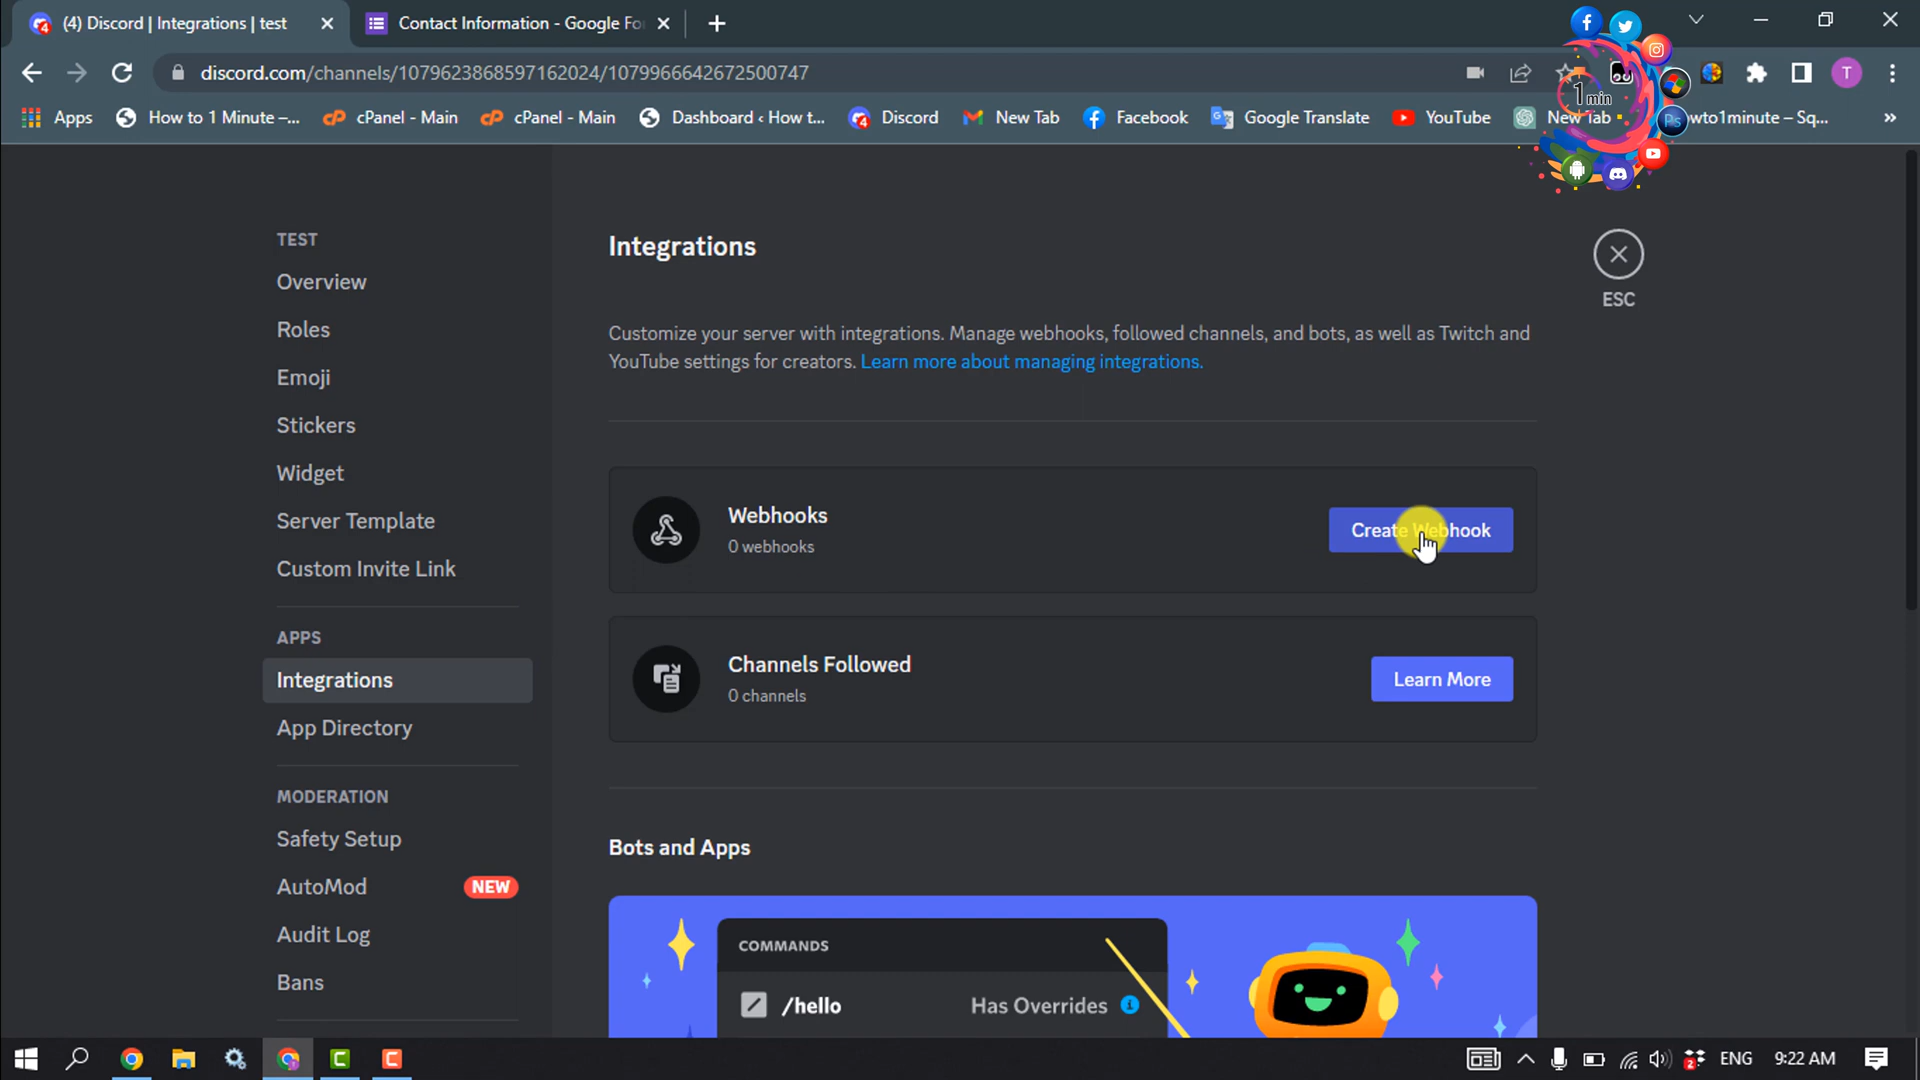 (4) Discord | Integrations | test
Contact Information - Google Fo
discord.com/channels/1079623868597162024/1079966642672500747
T
Apps
How to 1 Minute –...
cPanel - Main
cPanel - Main
Dashboard ‹ How t...
Discord
New Tab
Facebook
Google Translate
YouTube
New Tab
wto1minute – Sq...
»
1 min
Ps
TEST
Overview
Roles
Emoji
Stickers
Widget
Server Template
Custom Invite Link
APPS
Integrations
App Directory
MODERATION
Safety Setup
AutoMod
NEW
Audit Log
Bans
Integrations
ESC
Customize your server with integrations. Manage webhooks, followed channels, and bots, as well as Twitch and
YouTube settings for creators. Learn more about managing integrations.
Webhooks
0 webhooks
Create Webhook
Channels Followed
0 channels
Learn More
Bots and Apps
COMMANDS
/hello
Has Overrides
ENG
9:22 AM